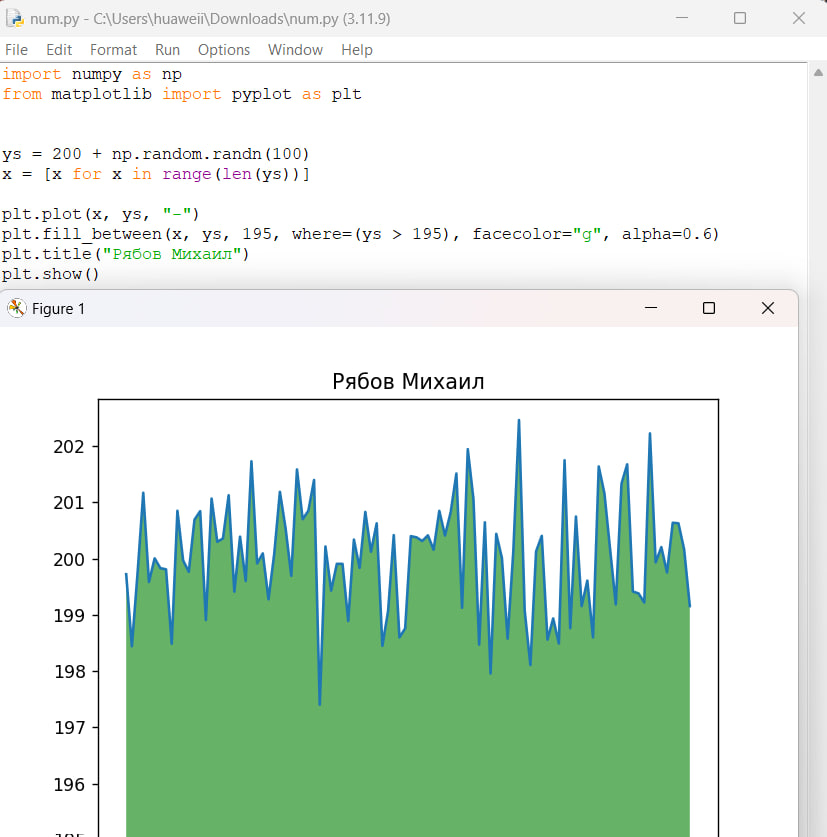 num.py - C:\Users\huaweii\Downloads\num.py (3.11.9)
File Edit Format Run Options Window Help
import numpy as np
from matplotlib import pyplot as plt
ys = 200 + np.random.randn(100)
x = [x for x in range(len(ys))]
plt.plot(x, ys, "-")
plt.fill_between(x, ys, 195, where=(ys > 195), facecolor="g", alpha=0.6)
plt.title("Рябов Михаил")
plt.show()
Figure 1
Рябов Михаил
202
201
200
199
198
197
196